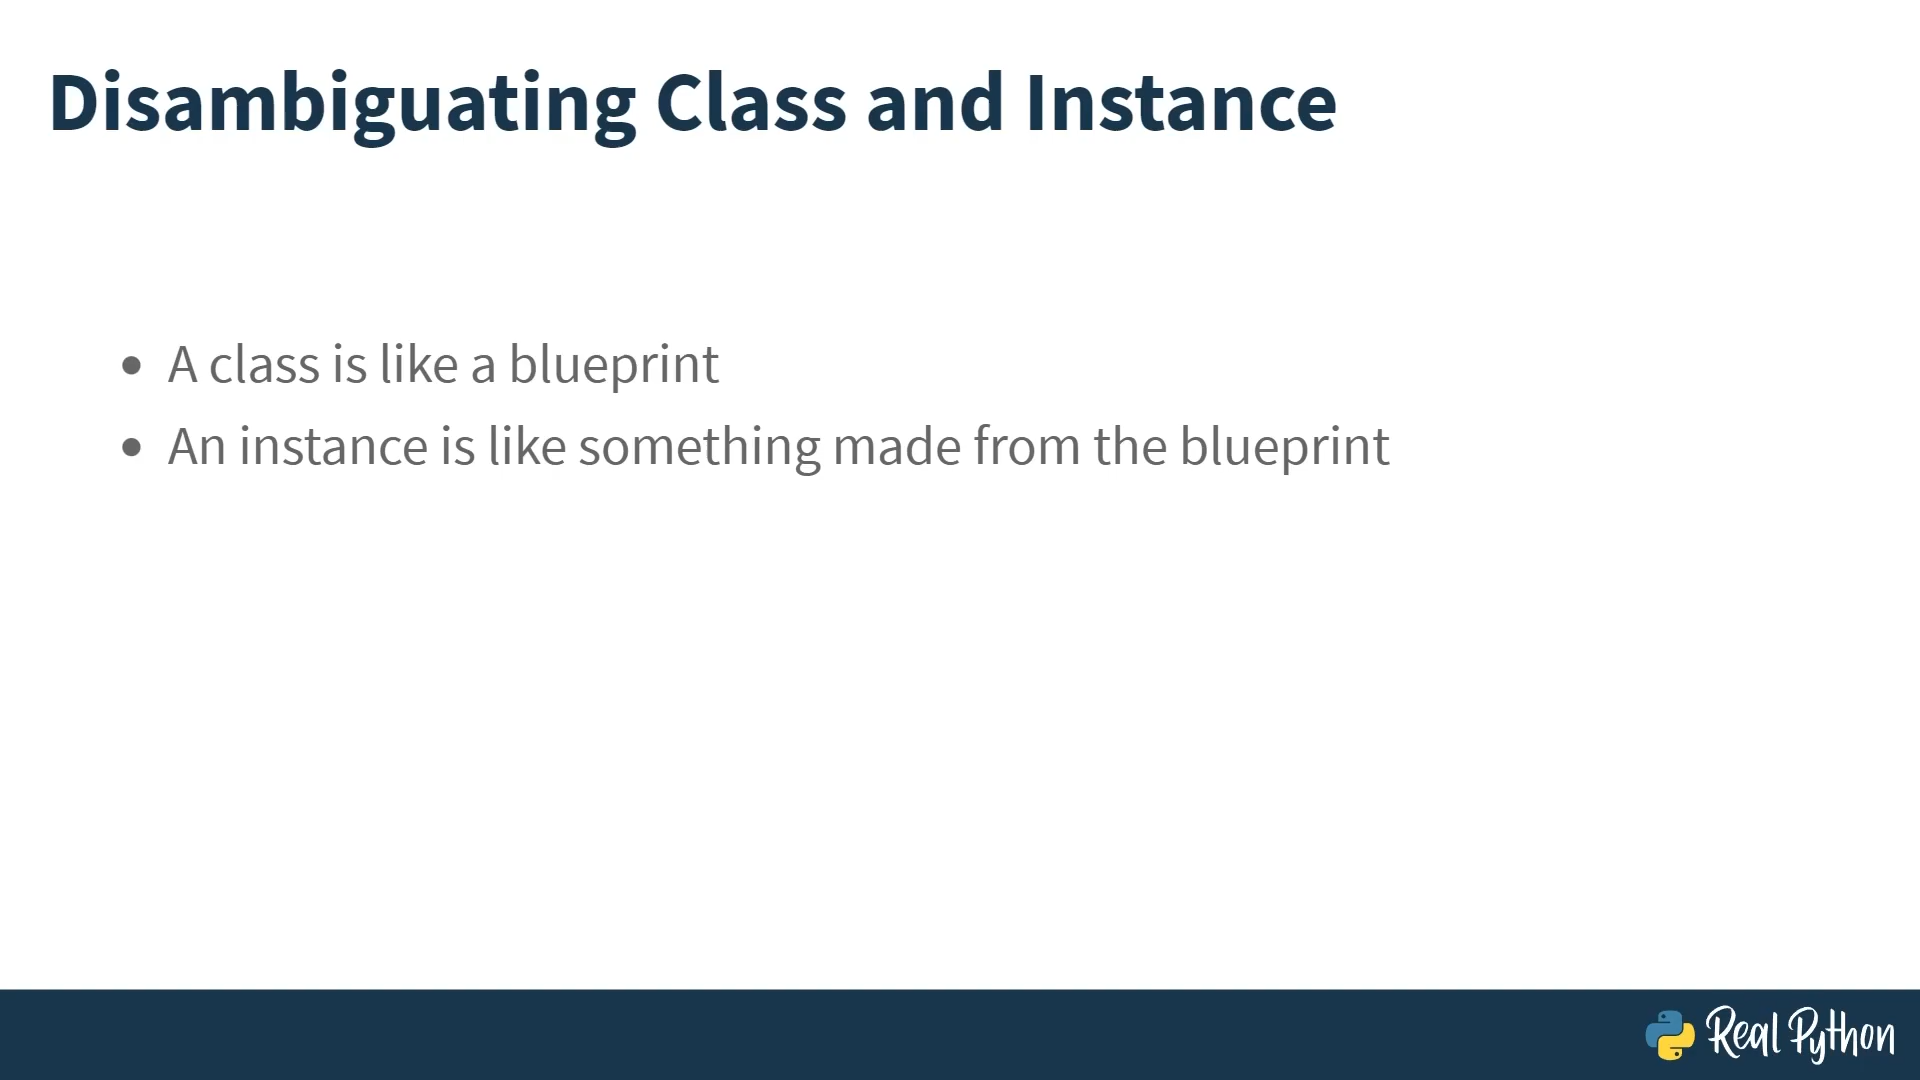 Disambiguating Class and Instance
• A class is like a blueprint
• An instance is like something made from the blueprint
Real Python